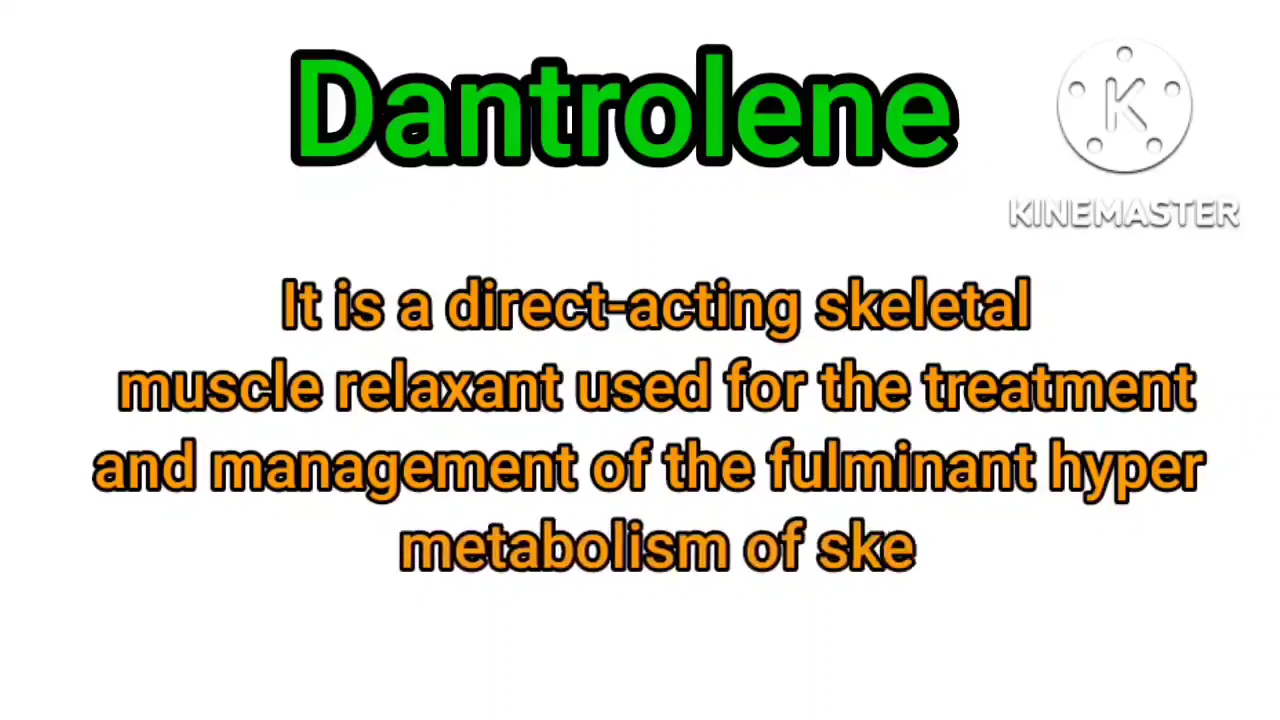 Dantrolene
K
KINEMASTER
It is a direct-acting skeletal
muscle relaxant used for the treatment
and management of the fulminant hyper
metabolism of ske